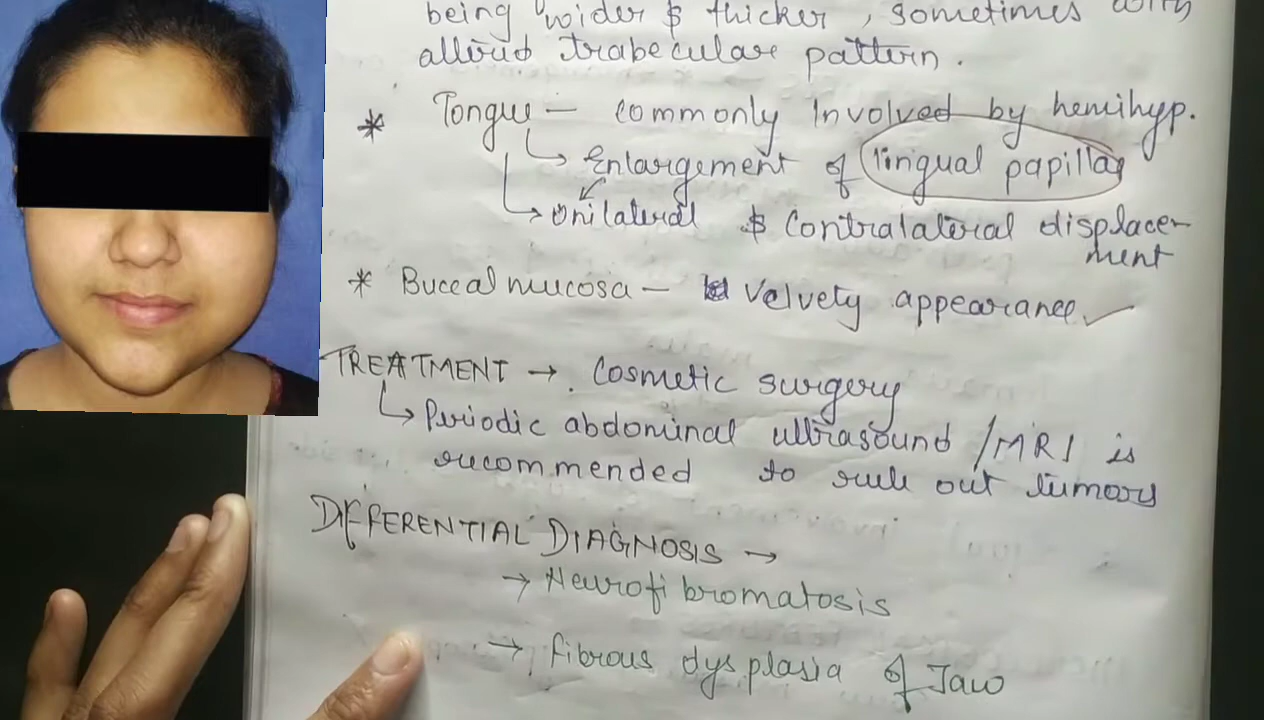 being wider & thicker, sometimes with
altered trabecular pattern.
* Tongue — commonly Involved by hemihyp.
↳ Enlargement of lingual papillae
↳ Unilateral & Contralateral displacement
* Buccal mucosa — Velvety appearance
TREATMENT → . Cosmetic surgery
↳ Periodic abdominal ultrasound /MRI is
recommended to rule out tumors
DIFFERENTIAL DIAGNOSIS →
→ Neurofibromatosis
→ fibrous dysplasia of Jaw